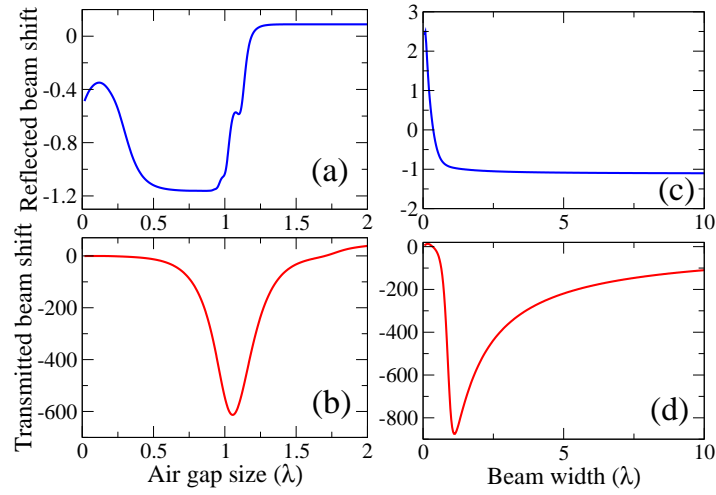 Reflected beam shift
0
-0.4
-0.8
-1.2
0 0.5 1 1.5 2
(a)
3
2
1
0
-1
-2
0 5 10
(c)
Transmitted beam shift
0
-200
-400
-600
0 0.5 1 1.5 2
(b)
Air gap size (λ)
0
-200
-400
-600
-800
0 5 10
(d)
Beam width (λ)